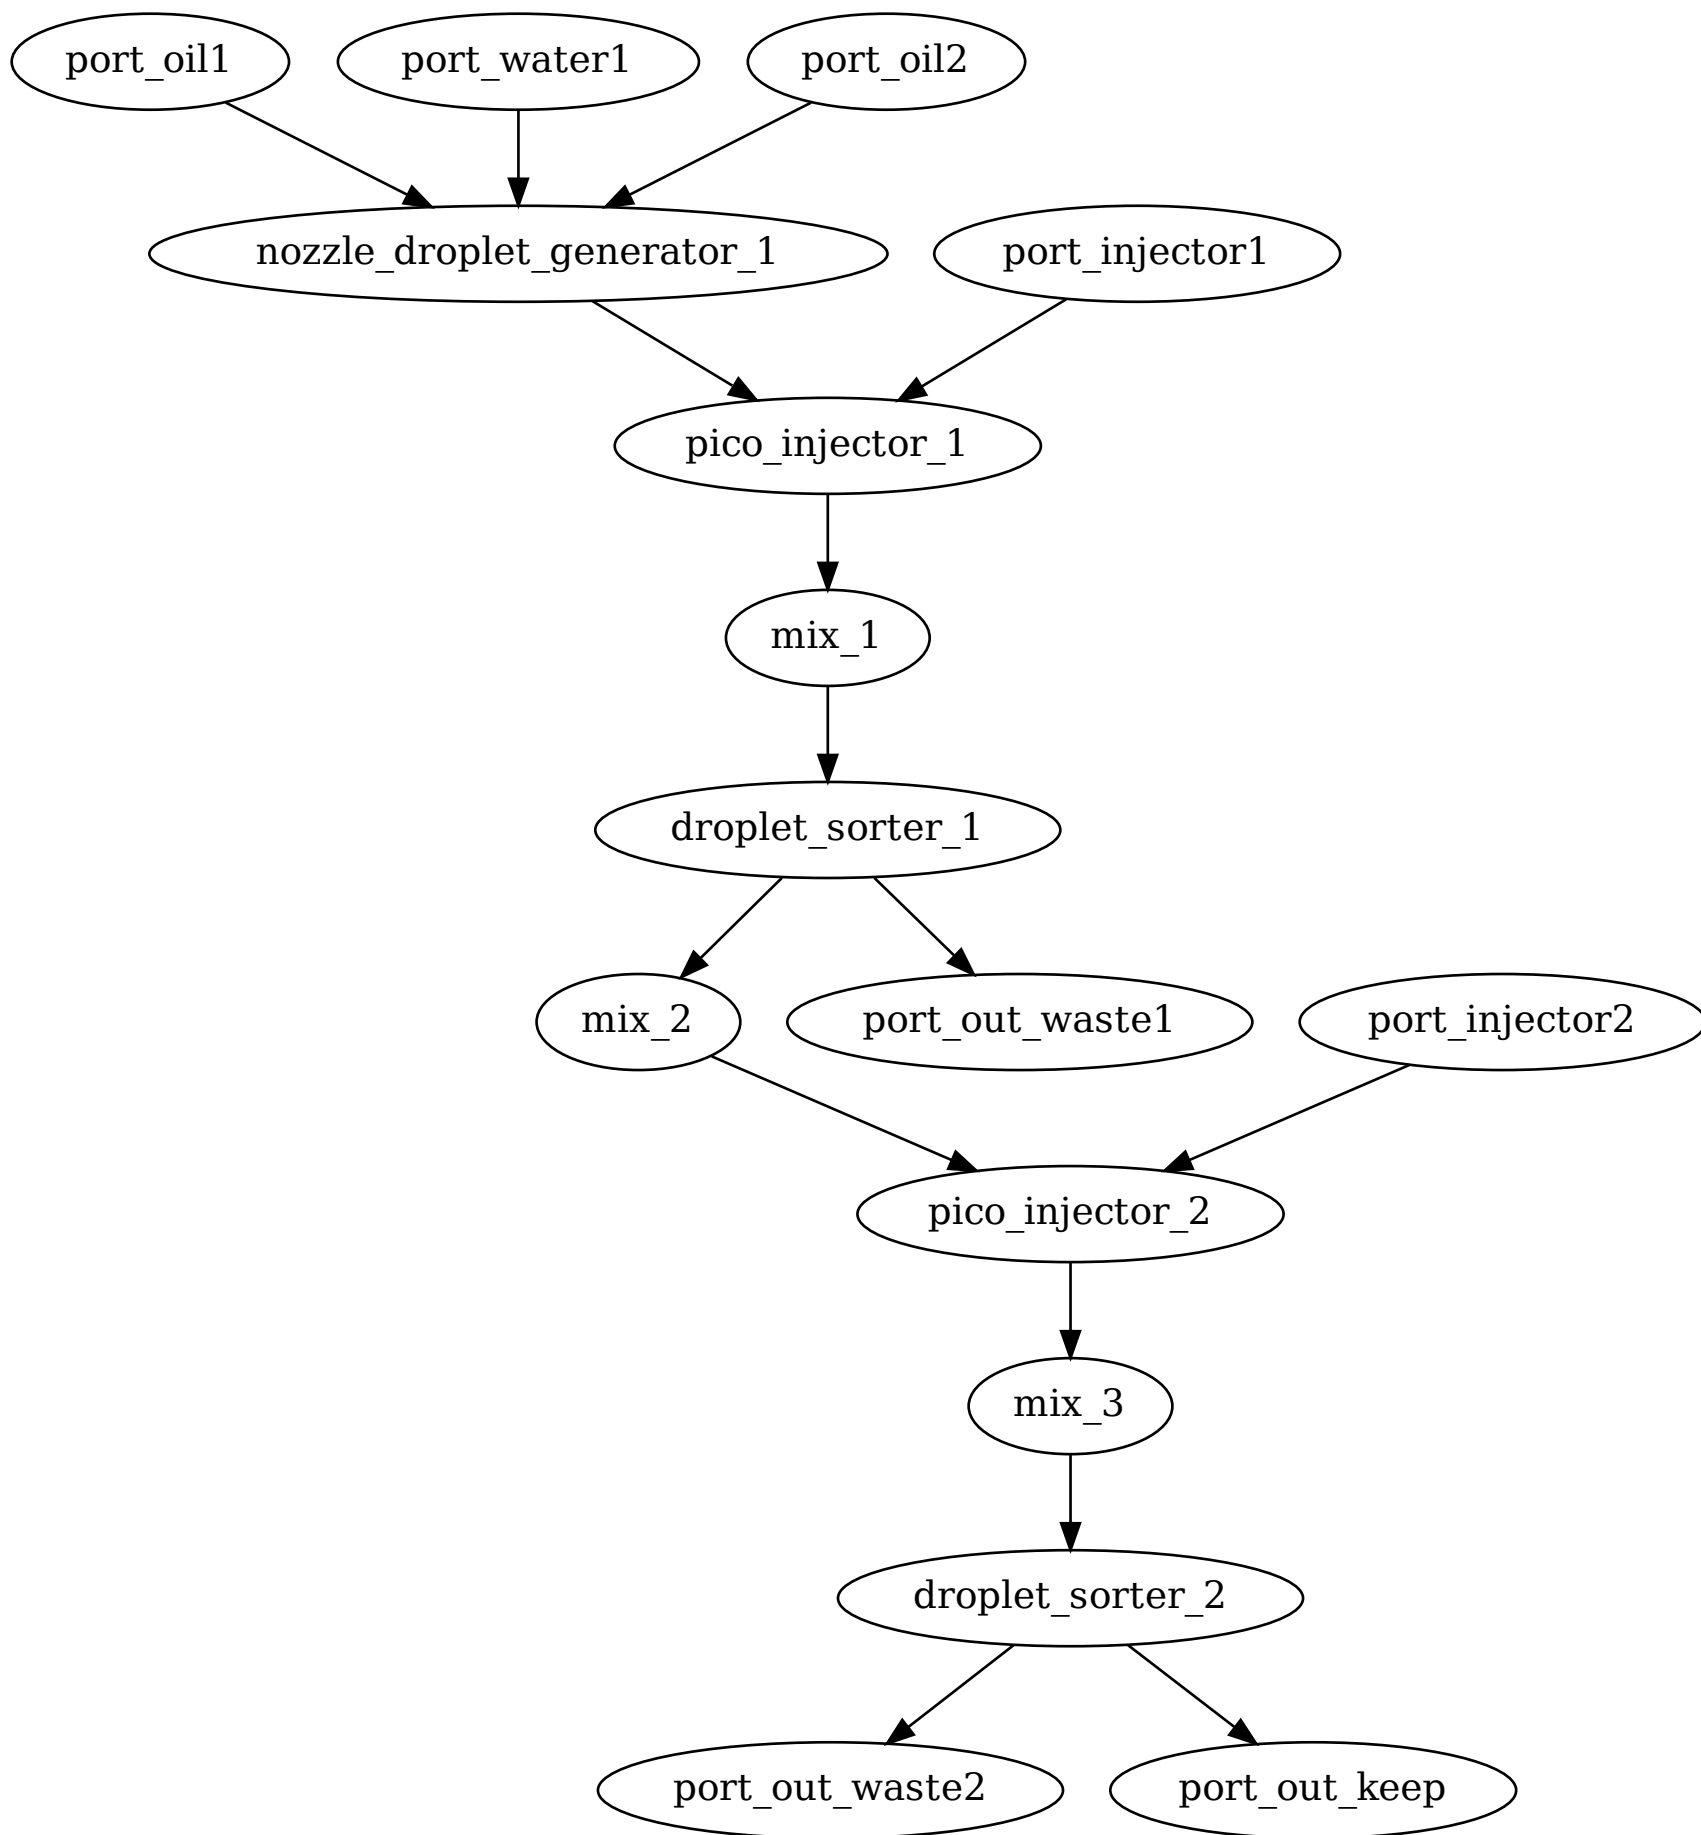 port_oil1
port_water1
port_oil2
nozzle_droplet_generator_1
port_injector1
pico_injector_1
mix_1
droplet_sorter_1
mix_2
port_out_waste1
port_injector2
pico_injector_2
mix_3
droplet_sorter_2
port_out_waste2
port_out_keep